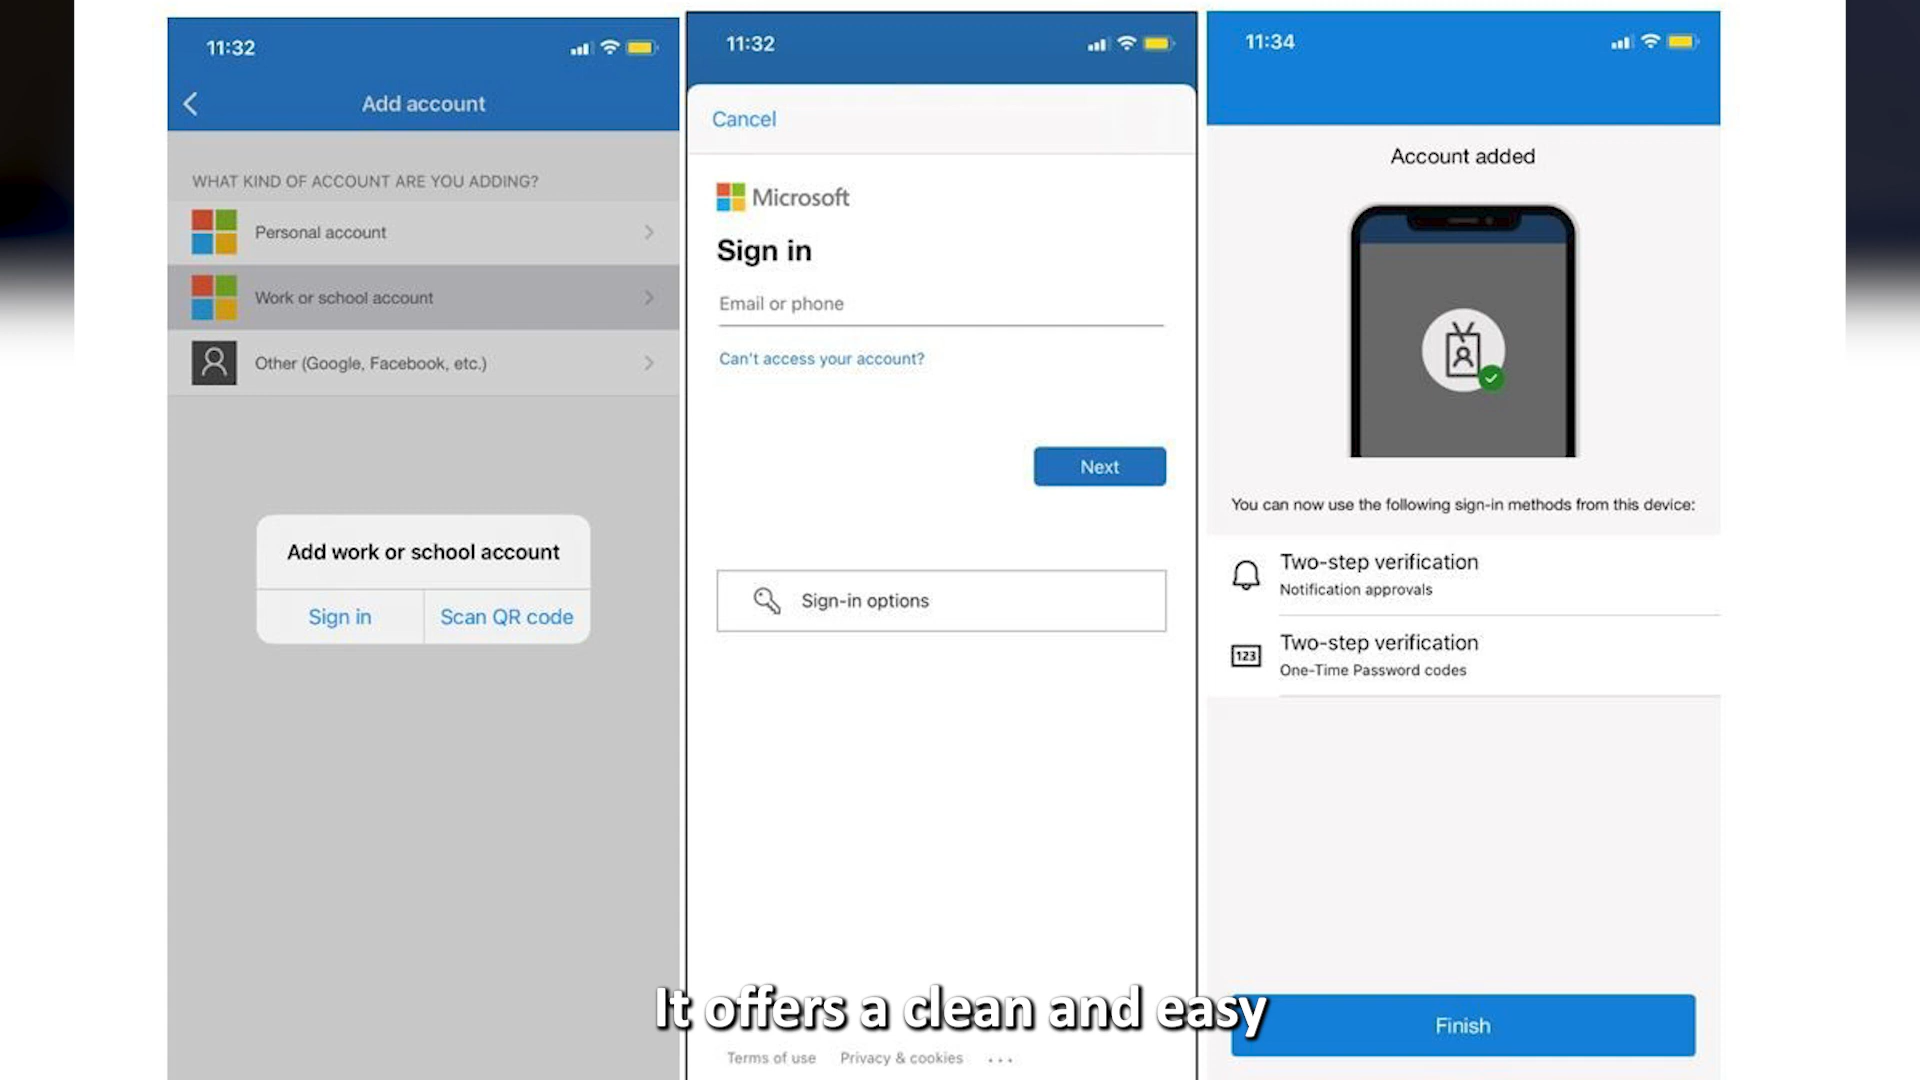 11:32
Add account
WHAT KIND OF ACCOUNT ARE YOU ADDING?
Personal account
Work or school account
Other (Google, Facebook, etc.)
Add work or school account
Sign in
Scan QR code
11:32
Cancel
Microsoft
Sign in
Email or phone
Can't access your account?
Next
Sign-in options
Terms of use
Privacy & cookies
...
11:34
Account added
You can now use the following sign-in methods from this device:
Two-step verification
Notification approvals
123
Two-step verification
One-Time Password codes
Finish
It offers a clean and easy